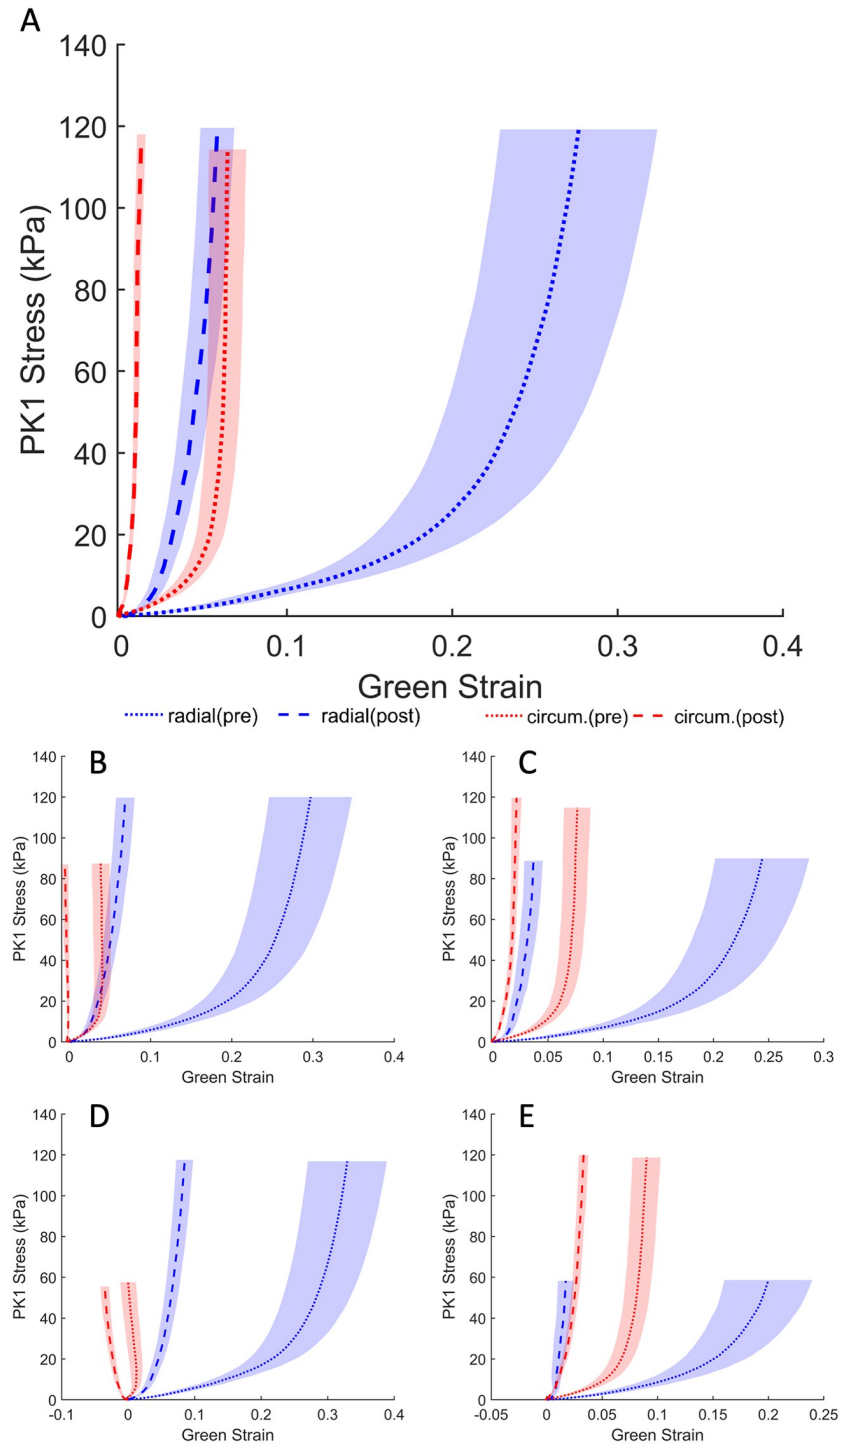 A
140
120
100
80
60
40
20
0
PK1 Stress (kPa)
0 0.1 0.2 0.3 0.4
Green Strain
radial(pre) radial(post) circum.(pre) circum.(post)
B
140
120
100
80
60
40
20
0
PK1 Stress (kPa)
0 0.1 0.2 0.3 0.4
Green Strain
C
140
120
100
80
60
40
20
0
PK1 Stress (kPa)
0 0.05 0.1 0.15 0.2 0.25 0.3
Green Strain
D
140
120
100
80
60
40
20
0
PK1 Stress (kPa)
-0.1 0 0.1 0.2 0.3 0.4
Green Strain
E
140
120
100
80
60
40
20
0
PK1 Stress (kPa)
-0.05 0 0.05 0.1 0.15 0.2 0.25
Green Strain